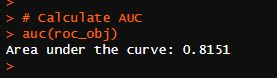 >
> # Calculate AUC
> auc(roc_obj)
Area under the curve: 0.8151
>